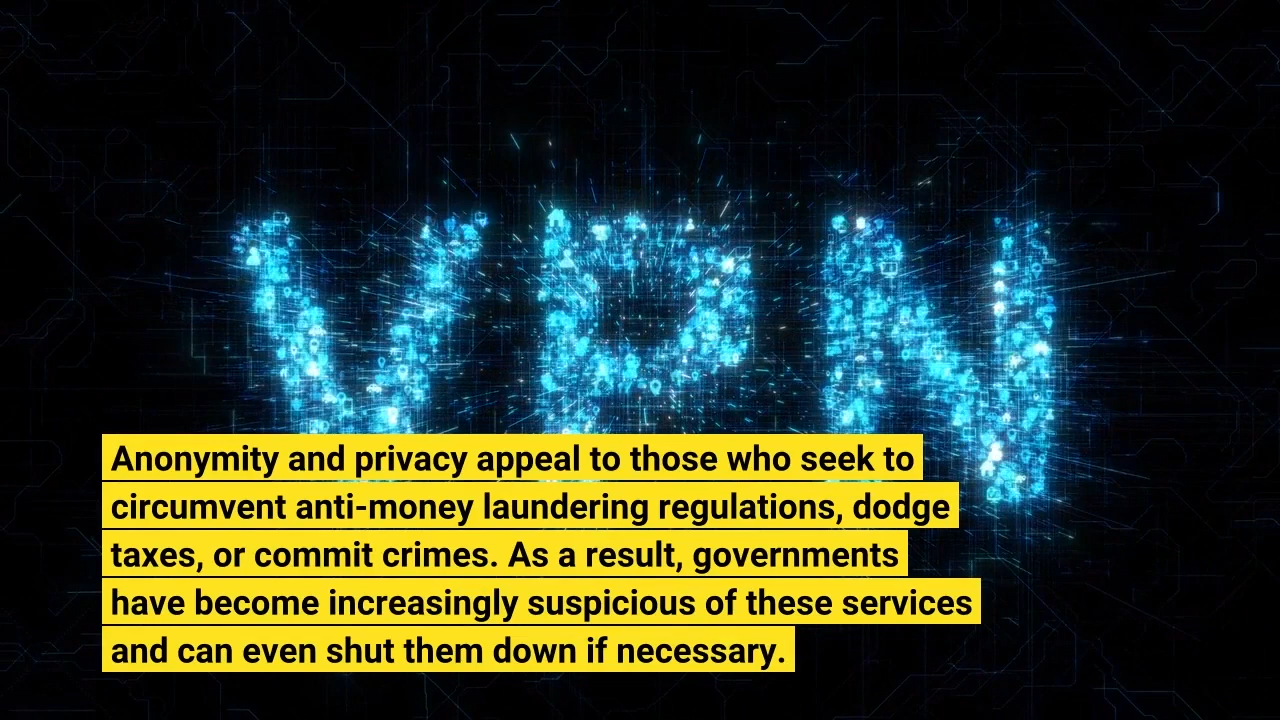 VPN
Anonymity and privacy appeal to those who seek to
circumvent anti-money laundering regulations, dodge
taxes, or commit crimes. As a result, governments
have become increasingly suspicious of these services
and can even shut them down if necessary.